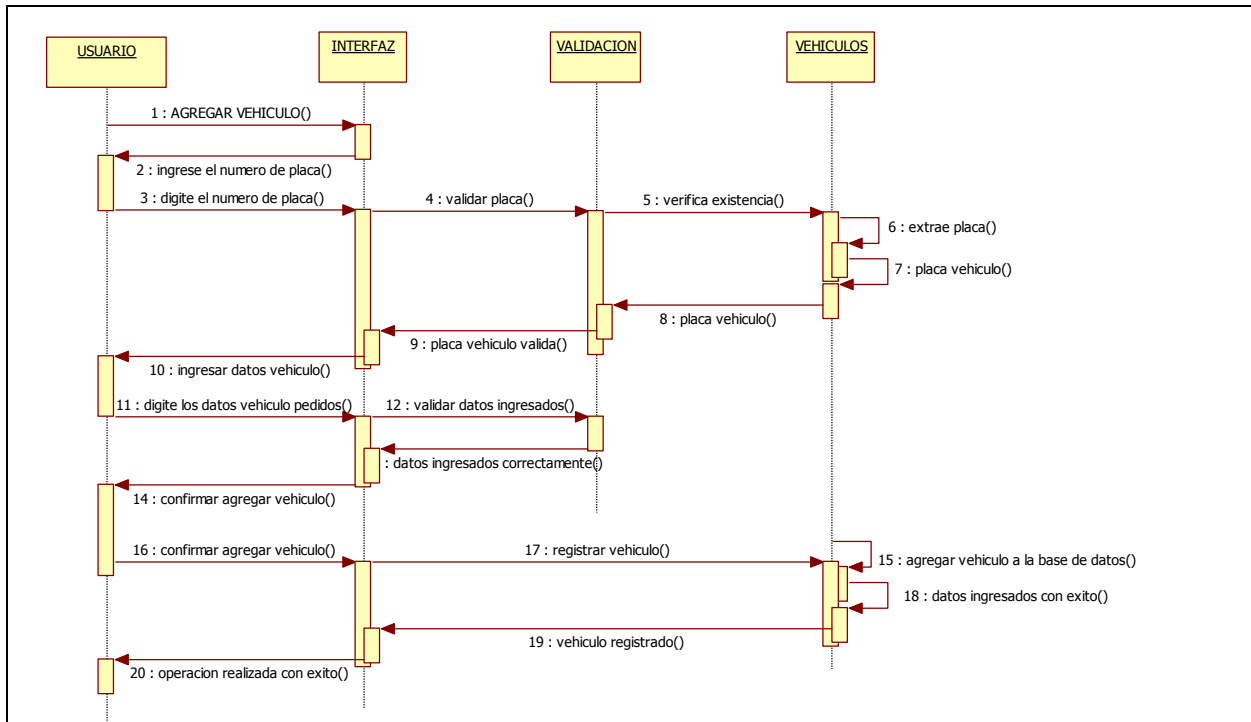 USUARIO
INTERFAZ
VALIDACION
VEHICULOS
1 : AGREGAR VEHICULO()
2 : ingrese el numero de placa()
3 : digite el numero de placa()
4 : validar placa()
5 : verifica existencia()
6 : extrae placa()
7 : placa vehiculo()
8 : placa vehiculo()
9 : placa vehiculo valida()
10 : ingresar datos vehiculo()
11 : digite los datos vehiculo pedidos()
12 : validar datos ingresados()
: datos ingresados correctamente()
14 : confirmar agregar vehiculo()
16 : confirmar agregar vehiculo()
17 : registrar vehiculo()
15 : agregar vehiculo a la base de datos()
18 : datos ingresados con exito()
19 : vehiculo registrado()
20 : operacion realizada con exito()